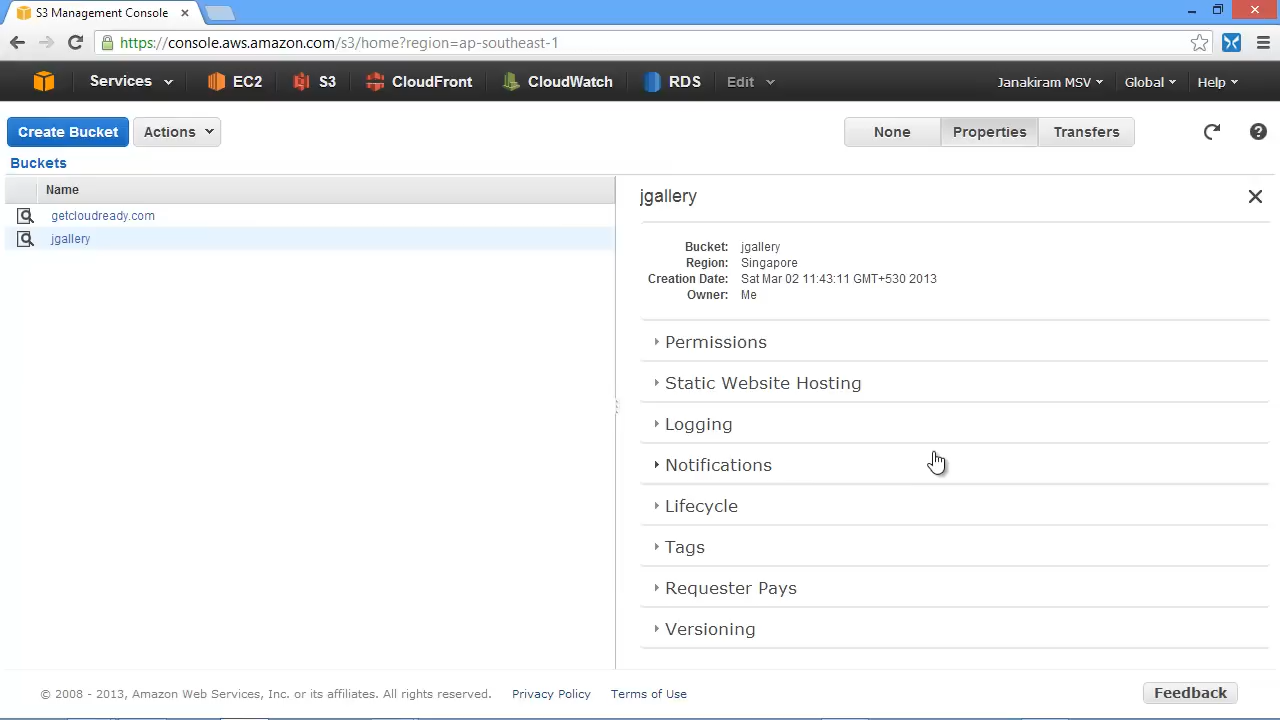 S3 Management Console
https://console.aws.amazon.com/s3/home?region=ap-southeast-1
Services EC2 S3 CloudFront CloudWatch RDS Edit Janakiram MSV Global Help
Create Bucket Actions None Properties Transfers
Buckets
Name
getcloudready.com
jgallery
jgallery
Bucket: jgallery
Region: Singapore
Creation Date: Sat Mar 02 11:43:11 GMT+530 2013
Owner: Me
Permissions
Static Website Hosting
Logging
Notifications
Lifecycle
Tags
Requester Pays
Versioning
© 2008 - 2013, Amazon Web Services, Inc. or its affiliates. All rights reserved. Privacy Policy Terms of Use Feedback